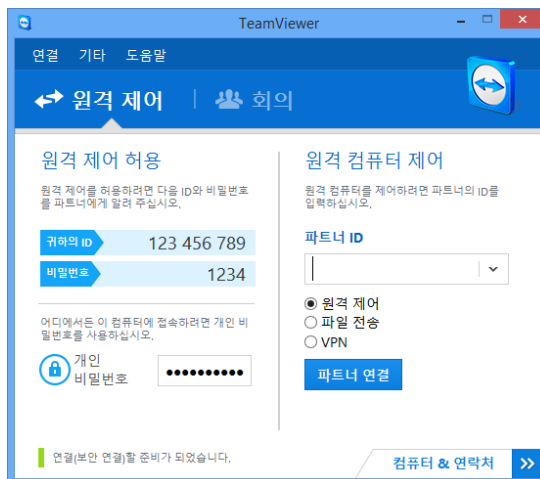 TeamViewer
연결 기타 도움말
원격 제어
회의
원격 제어 허용
원격 제어를 허용하려면 다음 ID와 비밀번호
를 파트너에게 알려 주십시오.
귀하의 ID 123 456 789
비밀번호 1234
어디에서든 이 컴퓨터에 접속하려면 개인 비
밀번호를 사용하십시오.
개인
비밀번호
원격 컴퓨터 제어
원격 컴퓨터를 제어하려면 파트너의 ID를
입력하십시오.
파트너 ID
원격 제어
파일 전송
VPN
파트너 연결
연결(보안 연결)할 준비가 되었습니다.
컴퓨터 & 연락처